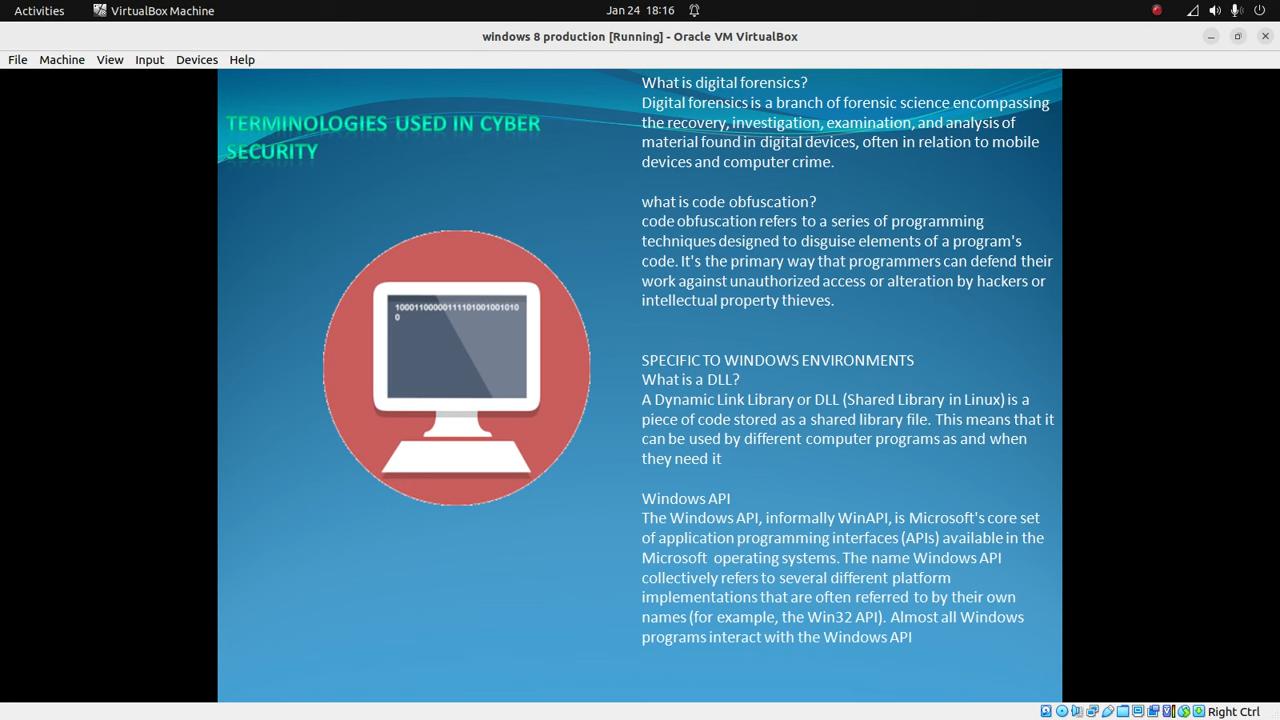 Activities
VirtualBox Machine
Jan 24 18:16
windows 8 production [Running] - Oracle VM VirtualBox
File Machine View Input Devices Help
TERMINOLOGIES USED IN CYBER
SECURITY
1000110000011110100100101​0
0
What is digital forensics?
Digital forensics is a branch of forensic science encompassing
the recovery, investigation, examination, and analysis of
material found in digital devices, often in relation to mobile
devices and computer crime.
what is code obfuscation?
code obfuscation refers to a series of programming
techniques designed to disguise elements of a program's
code. It's the primary way that programmers can defend their
work against unauthorized access or alteration by hackers or
intellectual property thieves.
SPECIFIC TO WINDOWS ENVIRONMENTS
What is a DLL?
A Dynamic Link Library or DLL (Shared Library in Linux) is a
piece of code stored as a shared library file. This means that it
can be used by different computer programs as and when
they need it
Windows API
The Windows API, informally WinAPI, is Microsoft's core set
of application programming interfaces (APIs) available in the
Microsoft operating systems. The name Windows API
collectively refers to several different platform
implementations that are often referred to by their own
names (for example, the Win32 API). Almost all Windows
programs interact with the Windows API
Right Ctrl